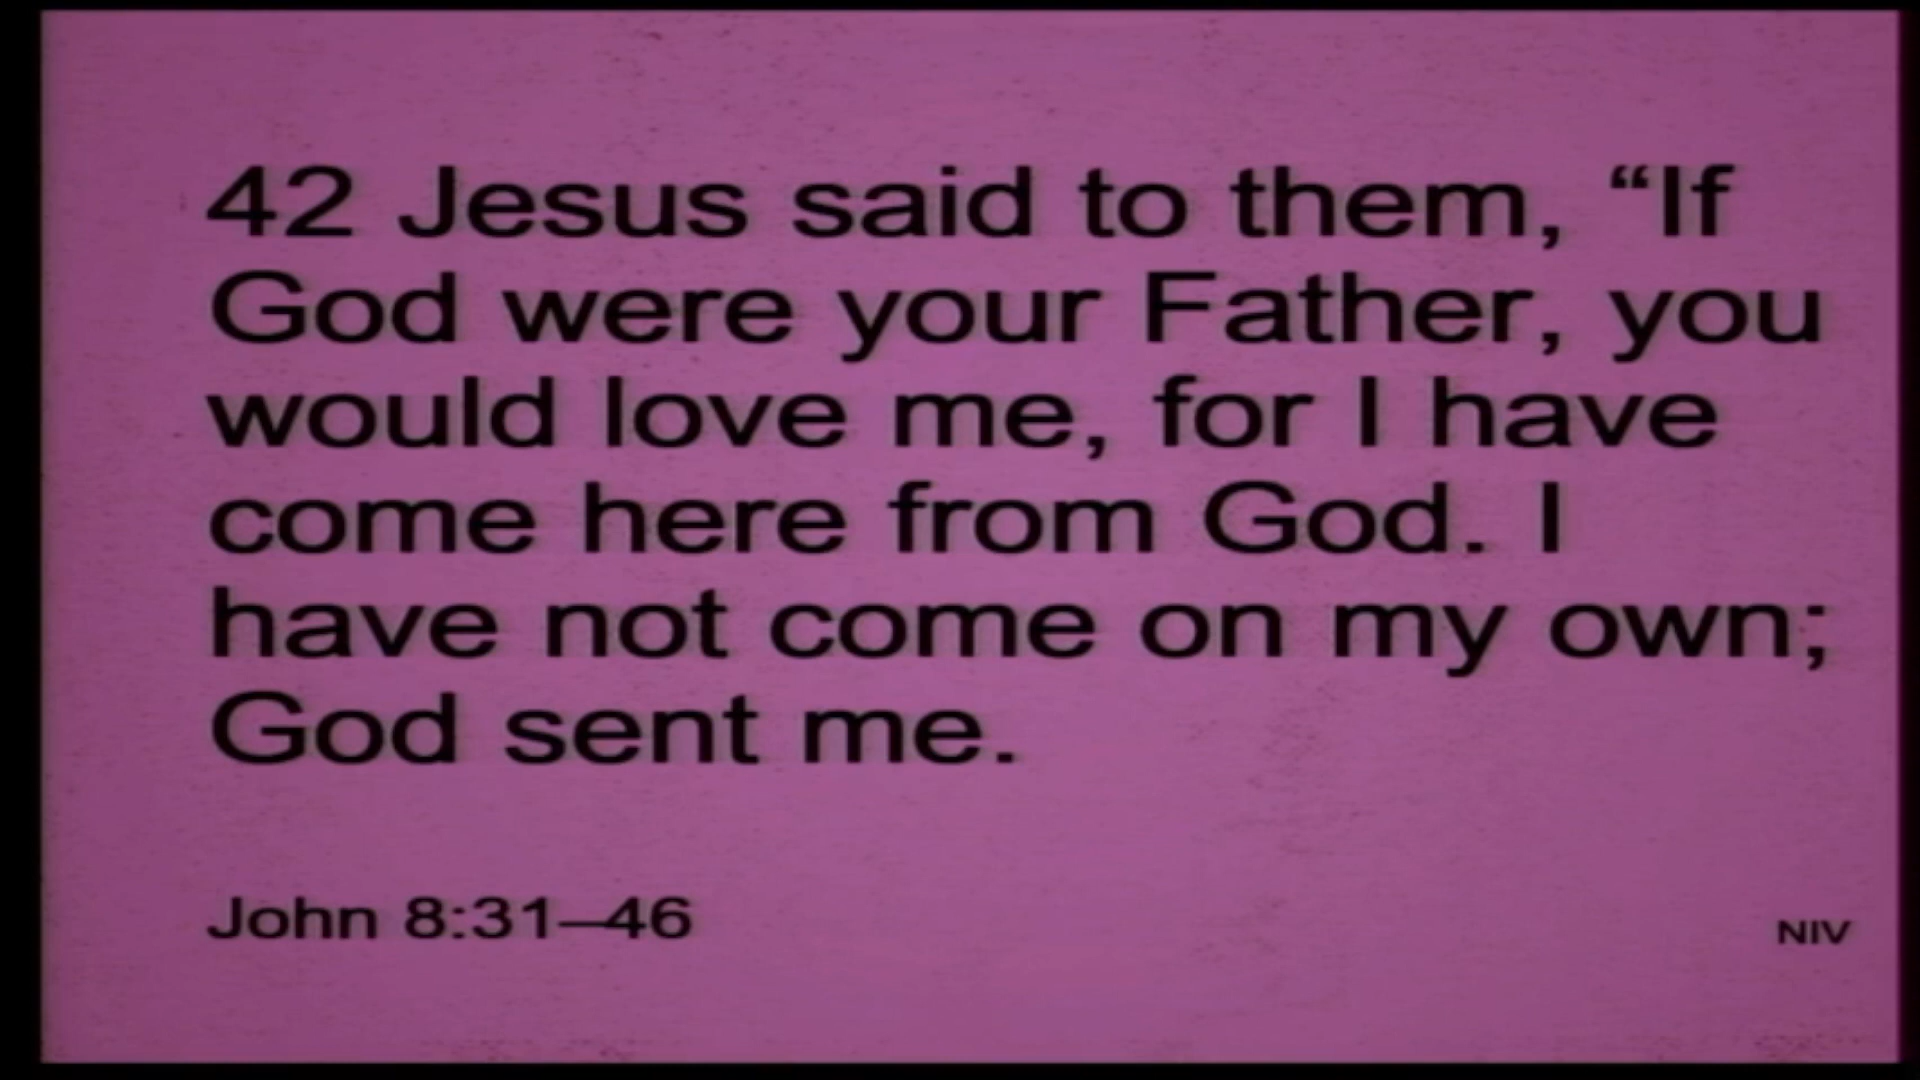 42 Jesus said to them, “If
God were your Father, you
would love me, for I have
come here from God. I
have not come on my own;
God sent me.
John 8:31–46
NIV